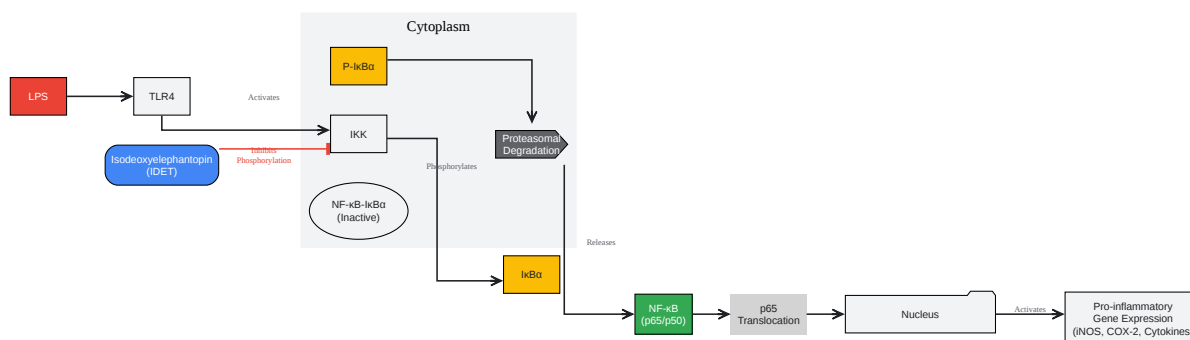 Cytoplasm
P-IκBα
LPS
TLR4
Activates
IKK
Proteasomal
Degradation
Inhibits
Phosphorylation
Isodeoxyelephantopin
(IDET)
Phosphorylates
NF-κB-IκBα
(Inactive)
Releases
IκBα
NF-κB
(p65/p50)
p65
Translocation
Nucleus
Activates
Pro-inflammatory
Gene Expression
(iNOS, COX-2, Cytokines